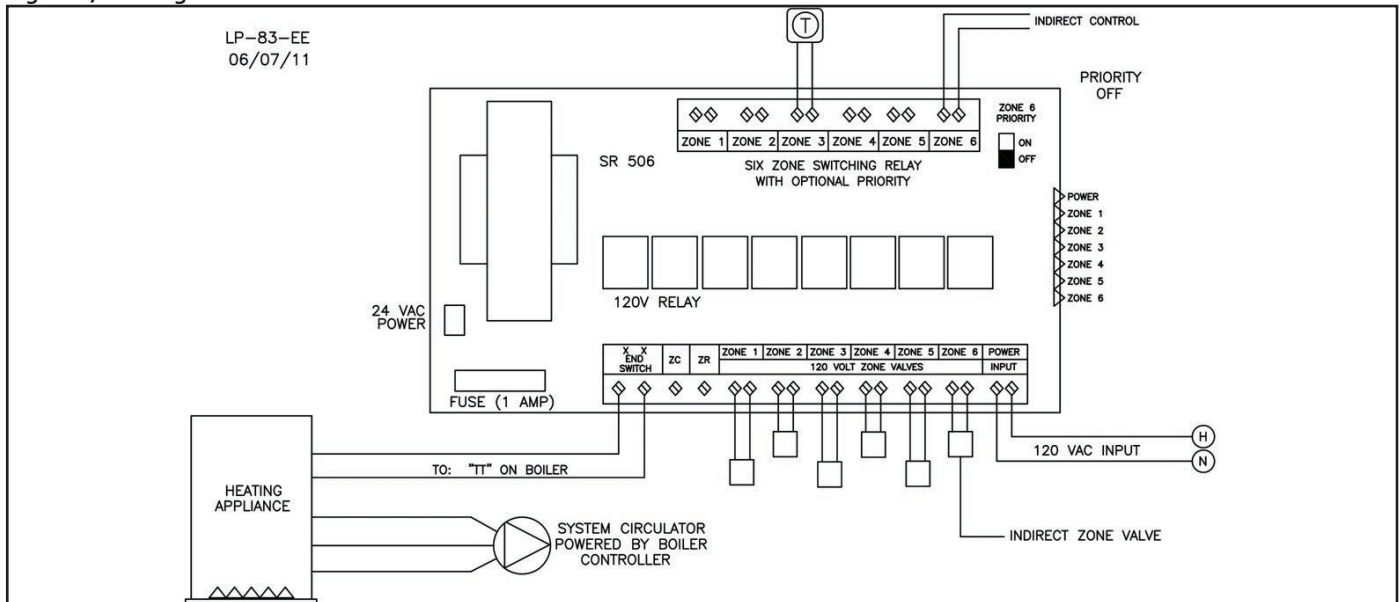 LP-83-EE
06/07/11
T
INDIRECT CONTROL
PRIORITY
OFF
ZONE 6
PRIORITY
ON
OFF
ZONE 1 ZONE 2 ZONE 3 ZONE 4 ZONE 5 ZONE 6
SR 506
SIX ZONE SWITCHING RELAY
WITH OPTIONAL PRIORITY
POWER
ZONE 1
ZONE 2
ZONE 3
ZONE 4
ZONE 5
ZONE 6
120V RELAY
24 VAC
POWER
X X
END
SWITCH
ZC
ZR
ZONE 1 ZONE 2 ZONE 3 ZONE 4 ZONE 5 ZONE 6
120 VOLT ZONE VALVES
POWER
INPUT
FUSE (1 AMP)
H
120 VAC INPUT
N
TO: "TT" ON BOILER
HEATING
APPLIANCE
SYSTEM CIRCULATOR
POWERED BY BOILER
CONTROLLER
INDIRECT ZONE VALVE